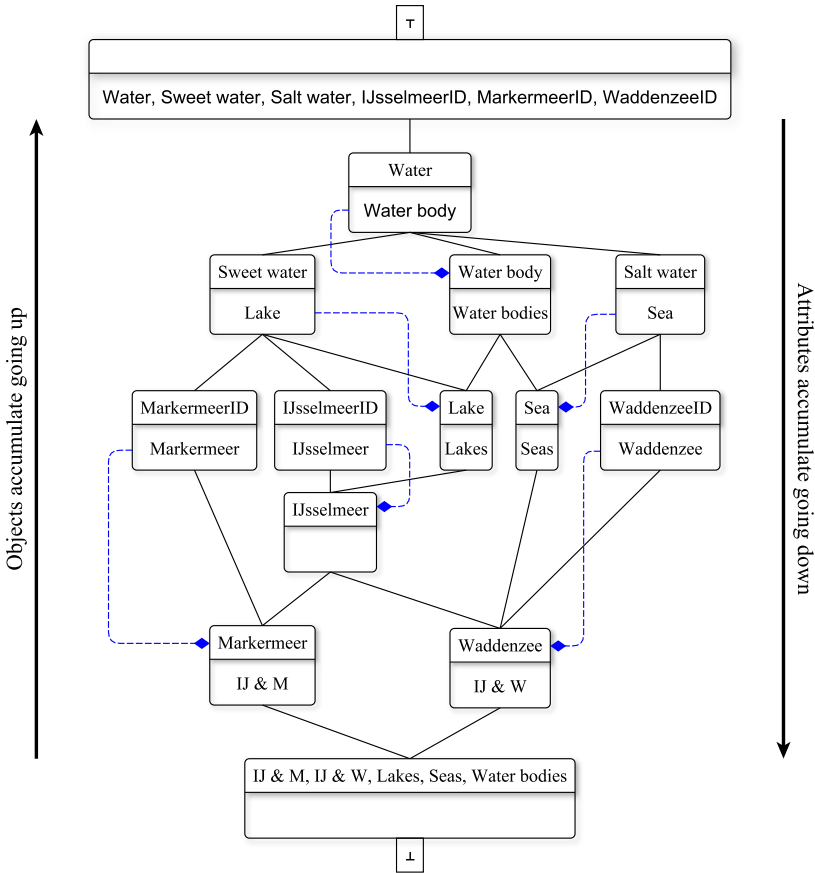 ⊤
Water, Sweet water, Salt water, IJsselmeerID, MarkermeerID, WaddenzeeID
Water
Water body
Sweet water
Lake
Water body
Water bodies
Salt water
Sea
MarkermeerID
Markermeer
IJsselmeerID
IJsselmeer
Lake
Lakes
Sea
Seas
WaddenzeeID
Waddenzee
IJsselmeer
Markermeer
IJ & M
Waddenzee
IJ & W
IJ & M, IJ & W, Lakes, Seas, Water bodies
⊥
Objects accumulate going up
Attributes accumulate going down